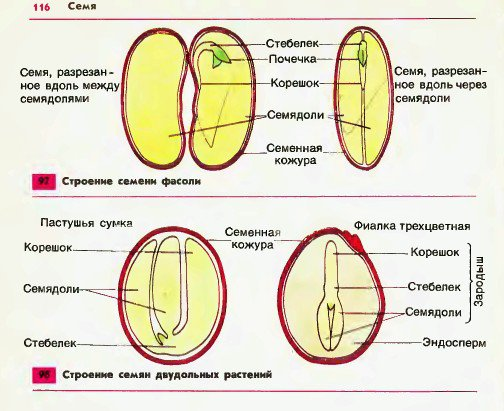 116 Семя
Стебелек
Почечка
Семя, разрезан-
ное вдоль между
семядолями
Корешок
Семя, разрезан-
ное вдоль через
семядоли
Семядоли
Семенная
кожура
97 Строение семени фасоли
Пастушья сумка
Фиалка трехцветная
Семенная
кожура
Корешок
Корешок
Семядоли
Стебелек
Зародыш
Семядоли
Стебелек
Эндосперм
Строение семян двудольных растений